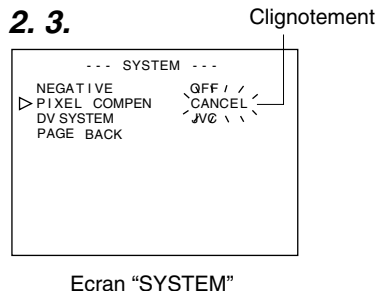 2. 3.
Clignotement
--- SYSTEM ---
NEGATIVE OFF
PIXEL COMPEN CANCEL
DV SYSTEM JVC
PAGE BACK
Ecran “SYSTEM”